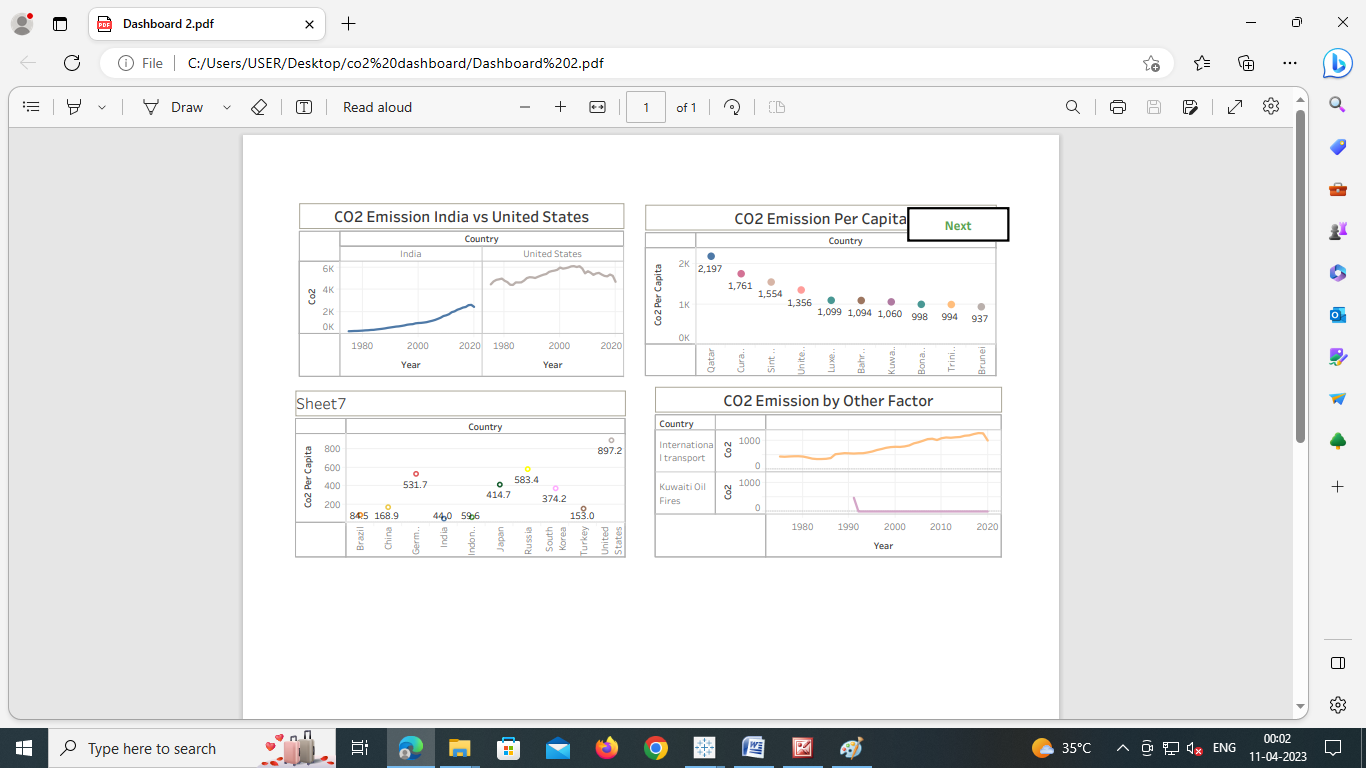 Dashboard 2.pdf
File
C:/Users/USER/Desktop/co2%20dashboard/Dashboard%202.pdf
Draw
Read aloud
1
of 1
CO2 Emission India vs United States
Country
India
United States
Co2
6K
4K
2K
0K
1980
2000
2020
1980
2000
2020
Year
Year
CO2 Emission Per Capita
Next
Country
Co2 Per Capita
2K
1K
0K
2,197
1,761
1,554
1,356
1,099
1,094
1,060
998
994
937
Qatar
Cura..
Sint ..
Unite..
Luxe..
Bahr..
Kuwa..
Bona..
Trini..
Brunei
Sheet7
Country
Co2 Per Capita
800
600
400
200
84.5
168.9
531.7
44.0
59.6
414.7
583.4
374.2
153.0
897.2
Brazil
China
Germ..
India
Indon..
Japan
Russia
South
Korea
Turkey
United
States
CO2 Emission by Other Factor
Country
Internationa
l transport
Co2
1000
0
Kuwaiti Oil
Fires
Co2
1000
0
1980
1990
2000
2010
2020
Year
Type here to search
35°C
ENG
00:02
11-04-2023